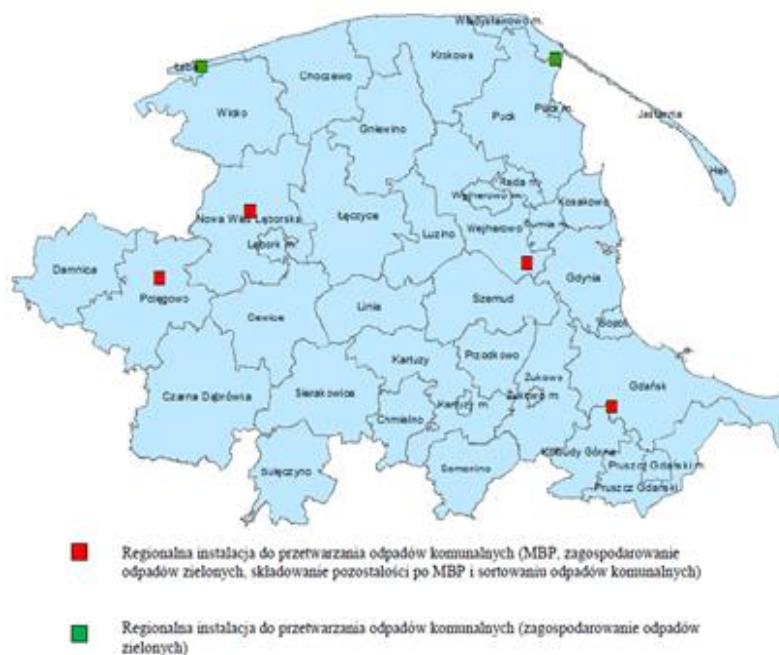 Władysławowo m.
Łeba
Krokowa
Choczewo
Wicko
Puck
Puck m.
Jastarnia
Gniewino
Hel
Reda m.
Wejherowo m.
Kosakowo
Nowa Wieś Lęborska
Łęczyce
Rumia m.
Wejherowo
Luzino
Lębork m.
Damnica
Gdynia
Potęgowo
Cewice
Linia
Szemud
Sopot
Kartuzy
Przodkowo
Żukowo
Gdańsk
Czarna Dąbrówka
Sierakowice
Żukowo m.
Kartuzy m.
Chmielno
Kolbudy Górne
Pruszcz Gdański m.
Sulęczyno
Somonino
Pruszcz Gdański
Regionalna instalacja do przetwarzania odpadów komunalnych (MBP, zagospodarowanie
odpadów zielonych, składowanie pozostałości po MBP i sortowaniu odpadów komunalnych)
Regionalna instalacja do przetwarzania odpadów komunalnych (zagospodarowanie odpadów
zielonych)